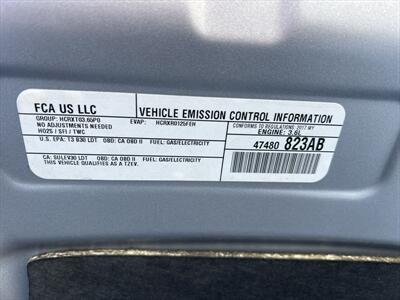 FCA US LLC
VEHICLE EMISSION CONTROL INFORMATION
GROUP: HCRXT03.65P0
EVAP: HCRXR0125FEH
CONFORMS TO REGULATIONS: 2017 MY
NO ADJUSTMENTS NEEDED
ENGINE: 3.6L
HO2S / SFI / TWC
47480 823AB
U.S. EPA: T3 B30 LDT OBD: CA OBD II FUEL: GAS/ELECTRICITY
CA: SULEV30 LDT OBD: CA OBD II FUEL: GAS/ELECTRICITY
THIS VEHICLE QUALIFIES AS A TZEV.